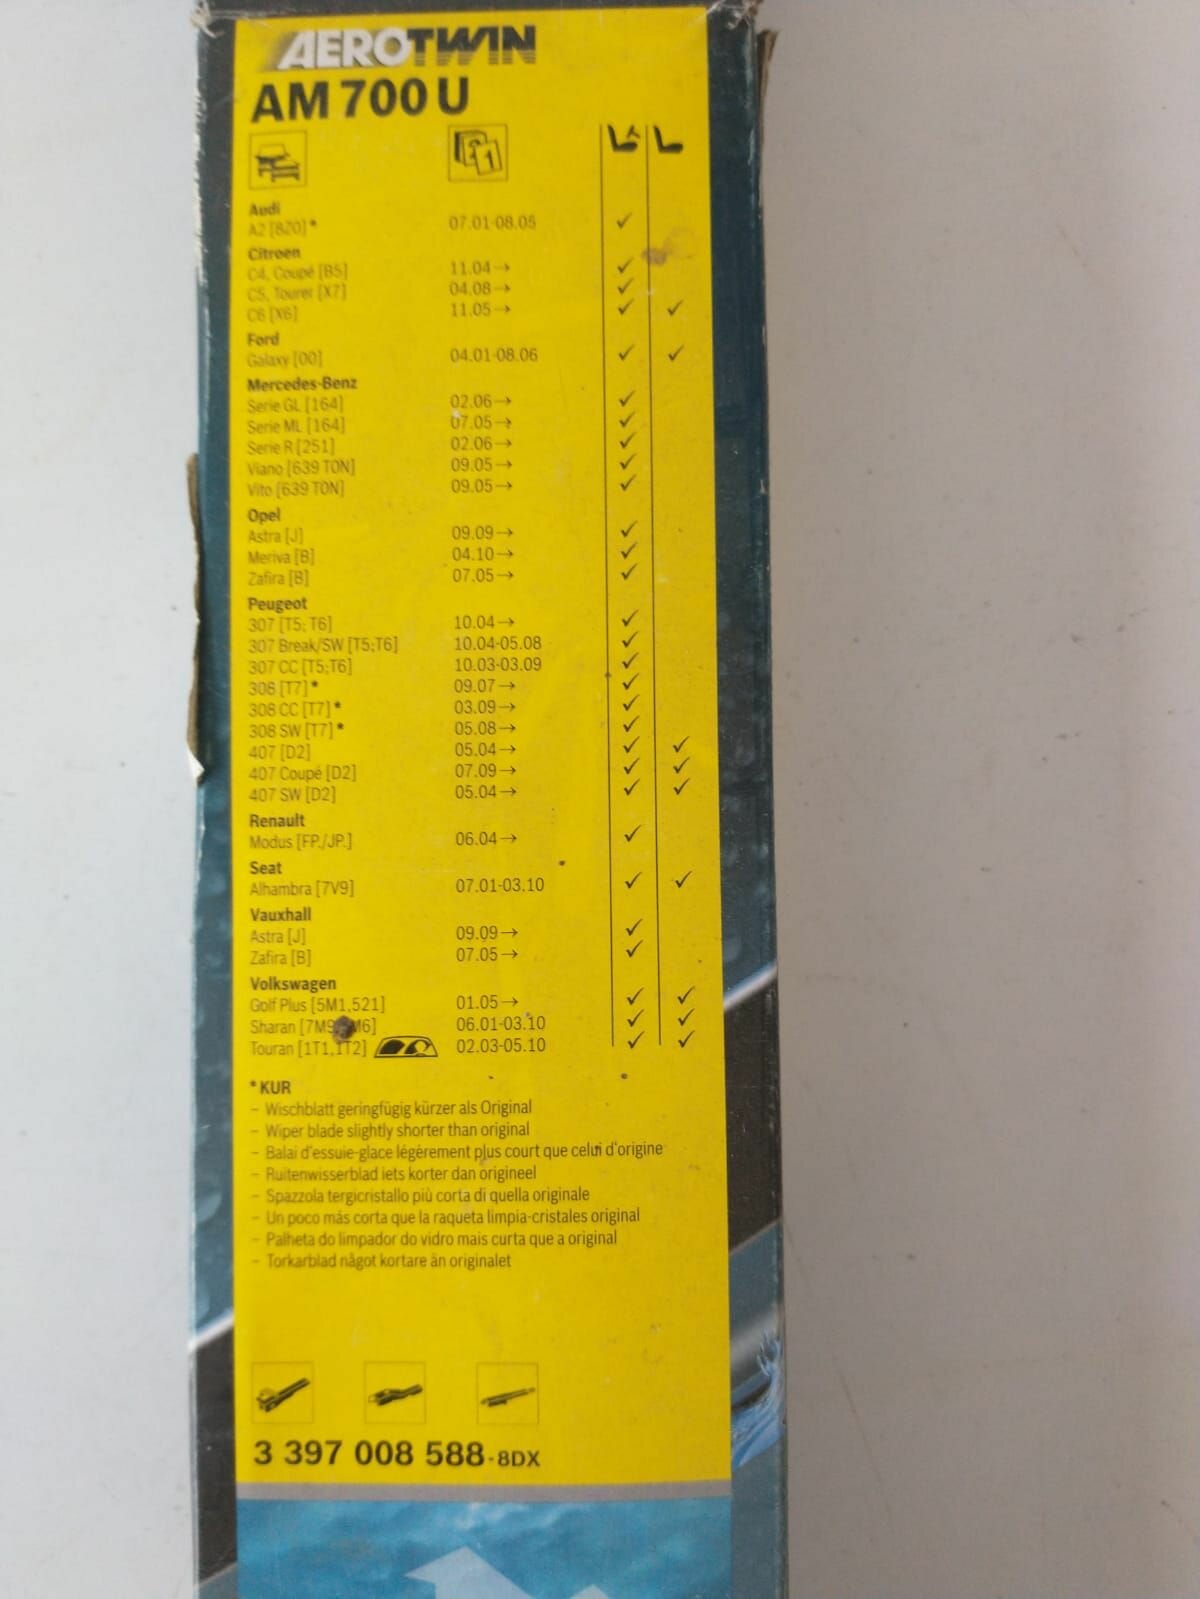 AEROTWIN
AM 700 U
Audi
A2 [8Z0]* 07.01-08.05 ✓
Citroen
C4, Coupé [B5] 11.04→ ✓
C5, Tourer [X7] 04.08→ ✓
C6 [X6] 11.05→ ✓ ✓
Ford
Galaxy [00] 04.01-08.06 ✓ ✓
Mercedes-Benz
Serie GL [164] 02.06→ ✓
Serie ML [164] 07.05→ ✓
Serie R [251] 02.06→ ✓
Viano [639 TON] 09.05→ ✓
Vito [639 TON] 09.05→ ✓
Opel
Astra [J] 09.09→ ✓
Meriva [B] 04.10→ ✓
Zafira [B] 07.05→ ✓
Peugeot
307 [T5; T6] 10.04→ ✓
307 Break/SW [T5;T6] 10.04-05.08 ✓
307 CC [T5;T6] 10.03-03.09 ✓
308 [T7]* 09.07→ ✓
308 CC [T7]* 03.09→ ✓
308 SW [T7]* 05.08→ ✓
407 [D2] 05.04→ ✓ ✓
407 Coupé [D2] 07.09→ ✓ ✓
407 SW [D2] 05.04→ ✓ ✓
Renault
Modus [FP./JP.] 06.04→ ✓
Seat
Alhambra [7V9] 07.01-03.10 ✓ ✓
Vauxhall
Astra [J] 09.09→ ✓
Zafira [B] 07.05→ ✓
Volkswagen
Golf Plus [5M1,521] 01.05→ ✓ ✓
Sharan 06.01-03.10 ✓ ✓
Touran [1T1,1T2] 02.03-05.10 ✓ ✓
*KUR
– Wischblatt geringfügig kürzer als Original
– Wiper blade slightly shorter than original
– Balai d'essuie-glace légèrement plus court que celui d'origine
– Ruitenwisserblad iets korter dan origineel
– Spazzola tergicristallo più corta di quella originale
– Un poco más corta que la raqueta limpia-cristales original
– Palheta do limpador do vidro mais curta que a original
– Torkarblad något kortare än originalet
3 397 008 588-8DX